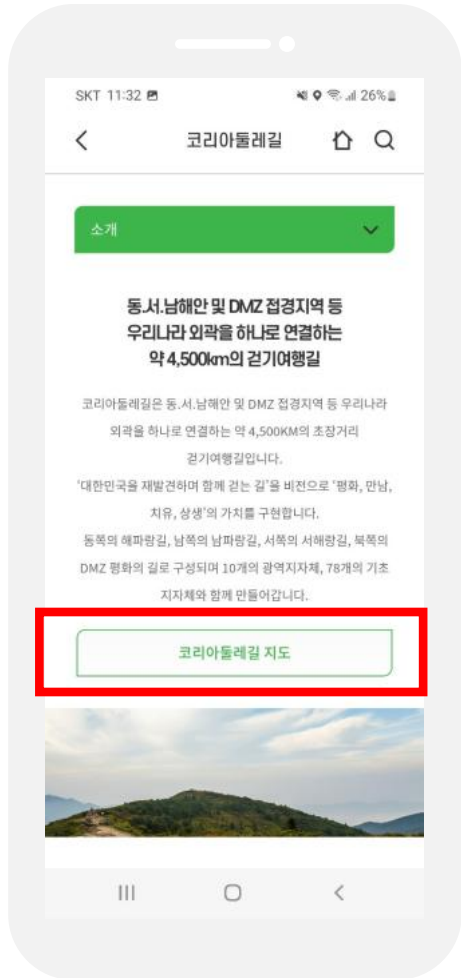 SKT 11:32 26%
코리아둘레길
소개
동.서.남해안 및 DMZ 접경지역 등
우리나라 외곽을 하나로 연결하는
약 4,500km의 걷기여행길
코리아둘레길은 동.서.남해안 및 DMZ 접경지역 등 우리나라
외곽을 하나로 연결하는 약 4,500KM의 초장거리
걷기여행길입니다.
'대한민국을 재발견하며 함께 걷는 길'을 비전으로 '평화, 만남,
치유, 상생'의 가치를 구현합니다.
동쪽의 해파랑길, 남쪽의 남파랑길, 서쪽의 서해랑길, 북쪽의
DMZ 평화의 길로 구성되며 10개의 광역지자체, 78개의 기초
지자체와 함께 만들어갑니다.
코리아둘레길 지도